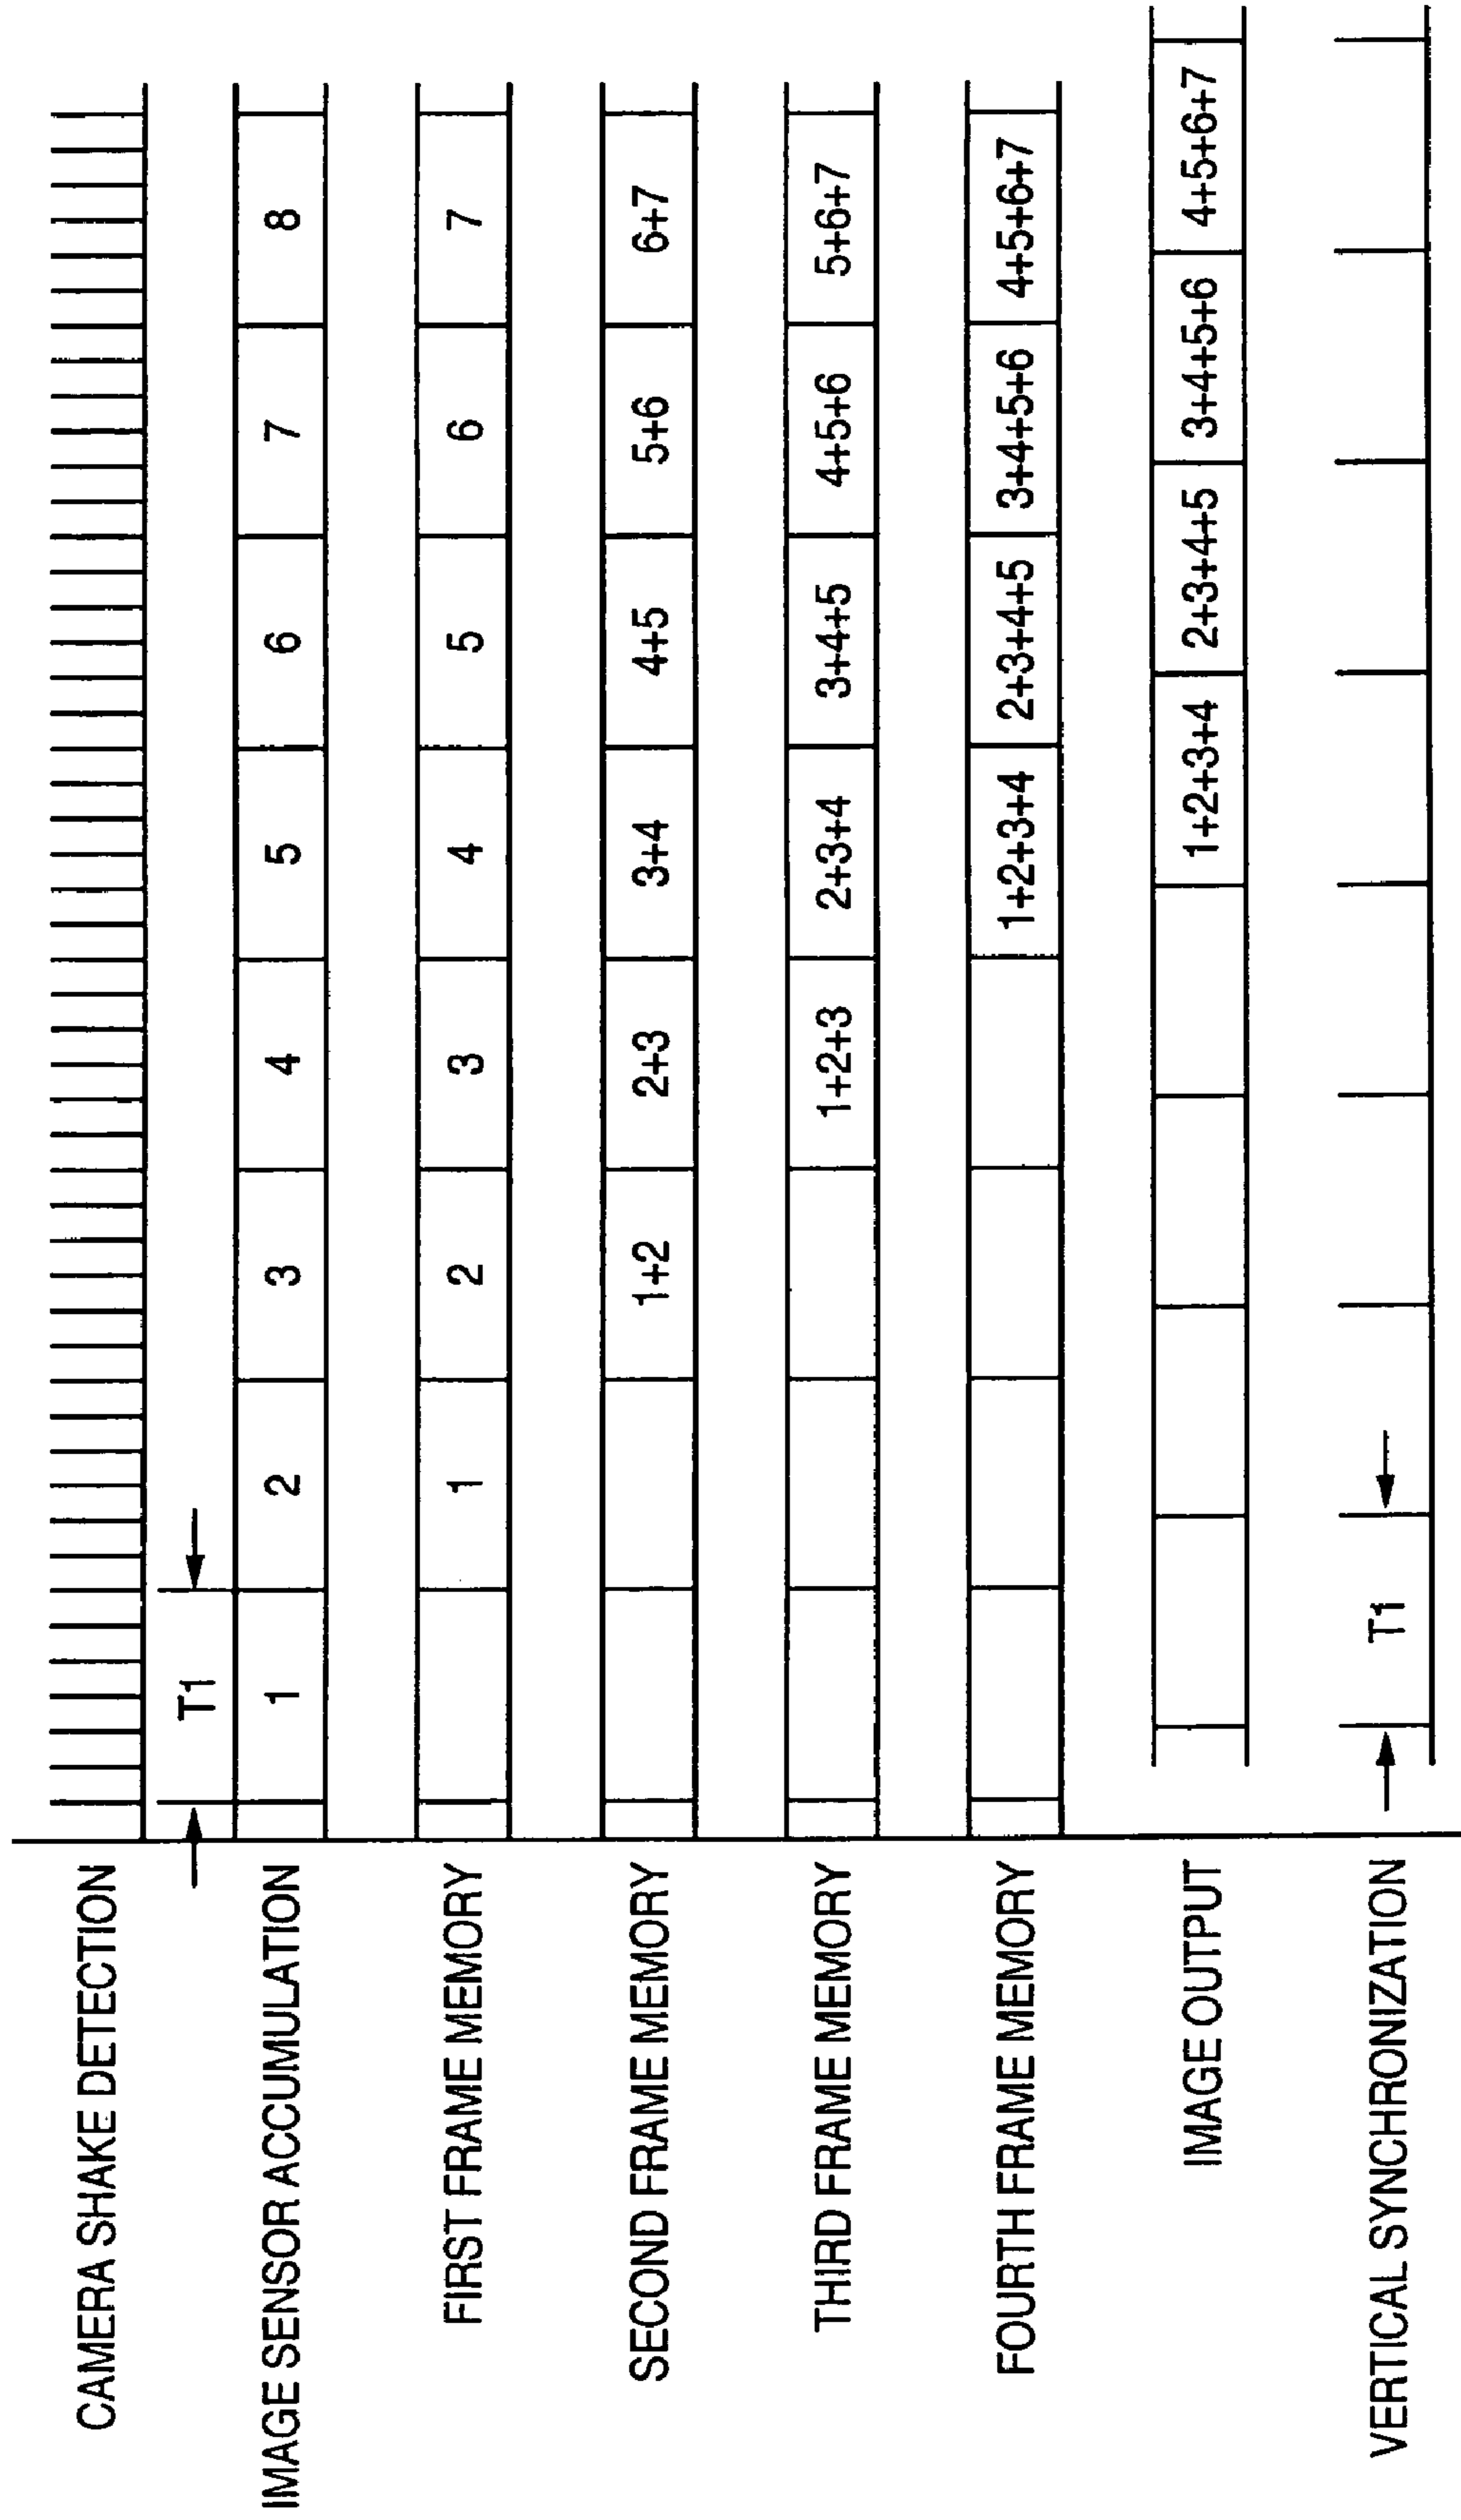 CAMERA SHAKE DETECTION
T1
IMAGE SENSOR ACCUMULATION
1 2 3 4 5 6 7 8
FIRST FRAME MEMORY
1 2 3 4 5 6 7
SECOND FRAME MEMORY
1+2 2+3 3+4 4+5 5+6 6+7
THIRD FRAME MEMORY
1+2+3 2+3+4 3+4+5 4+5+6 5+6+7
FOURTH FRAME MEMORY
1+2+3+4 2+3+4+5 3+4+5+6 4+5+6+7
IMAGE OUTPUT
1+2+3+4 2+3+4+5 3+4+5+6 4+5+6+7
VERTICAL SYNCHRONIZATION
T1